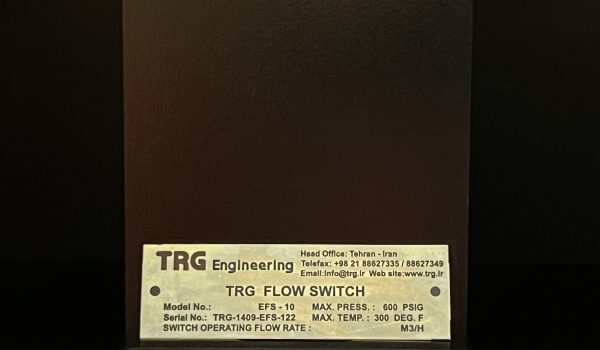 TRG Engineering
Head Office: Tehran - Iran
Telefax: +98 21 88627335 / 88627349
Email:Info@trg.ir Web site:www.trg.ir
TRG FLOW SWITCH
Model No.: EFS - 10 MAX. PRESS. : 600 PSIG
Serial No.: TRG-1409-EFS-122 MAX. TEMP. : 300 DEG. F
SWITCH OPERATING FLOW RATE : M3/H